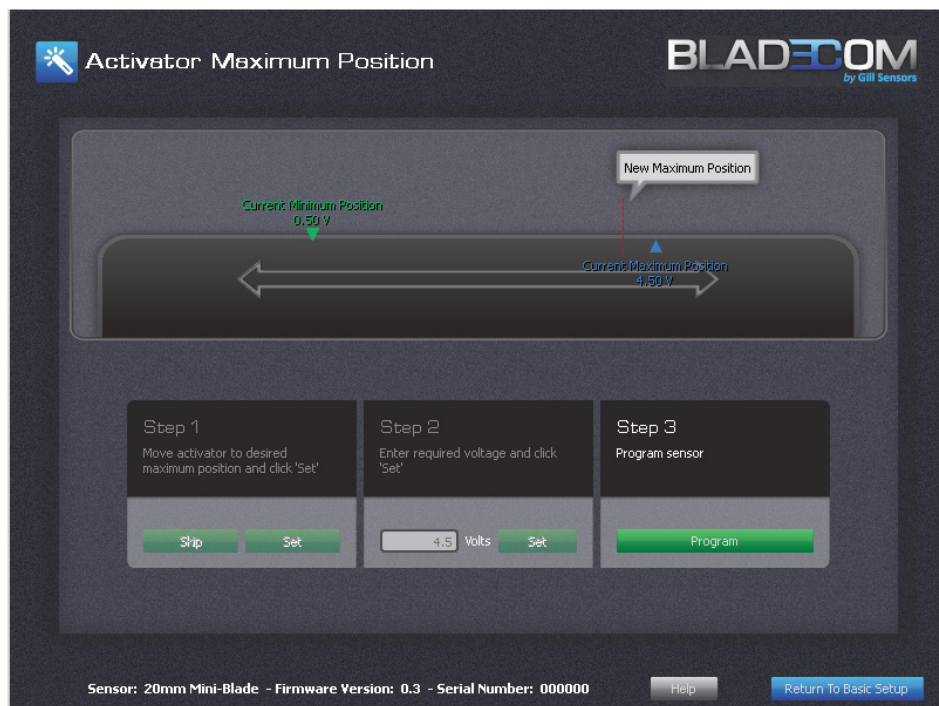 Activator Maximum Position
BLADECOM
by Gill Sensors
New Maximum Position
Current Minimum Position
0.50 V
Current Maximum Position
4.50 V
Step 1
Move activator to desired
maximum position and click 'Set'
Skip
Set
Step 2
Enter required voltage and click
'Set'
4.5
Volts
Set
Step 3
Program sensor
Program
Sensor: 20mm Mini-Blade - Firmware Version: 0.3 - Serial Number: 000000
Help
Return To Basic Setup